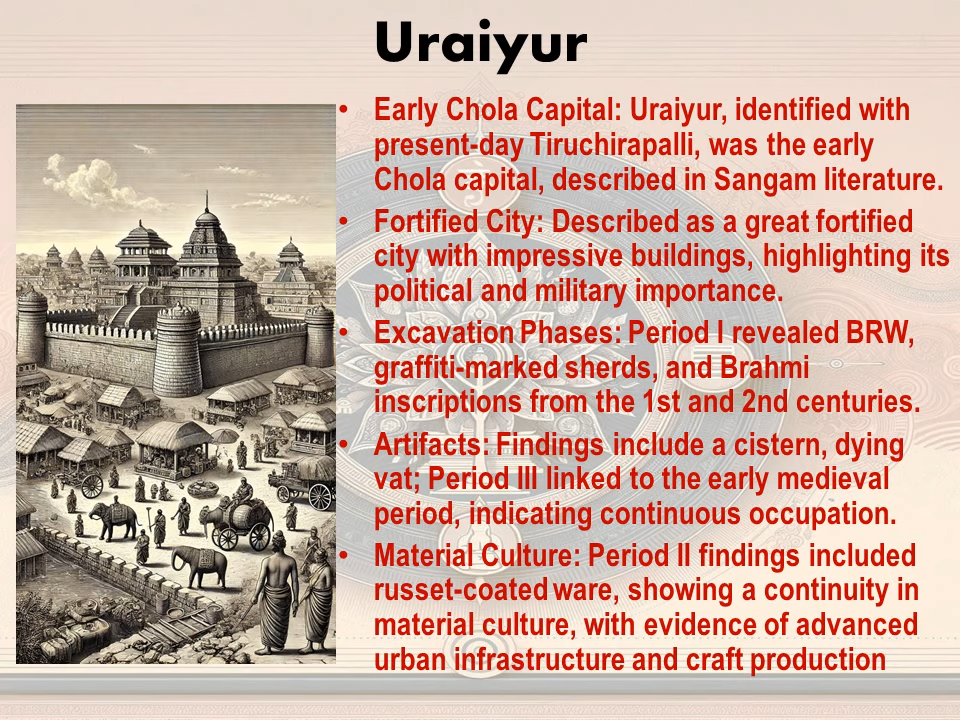 Uraiyur
• Early Chola Capital: Uraiyur, identified with
present-day Tiruchirapalli, was the early
Chola capital, described in Sangam literature.
• Fortified City: Described as a great fortified
city with impressive buildings, highlighting its
political and military importance.
• Excavation Phases: Period I revealed BRW,
graffiti-marked sherds, and Brahmi
inscriptions from the 1st and 2nd centuries.
• Artifacts: Findings include a cistern, dying
vat; Period III linked to the early medieval
period, indicating continuous occupation.
• Material Culture: Period II findings included
russet-coated ware, showing a continuity in
material culture, with evidence of advanced
urban infrastructure and craft production